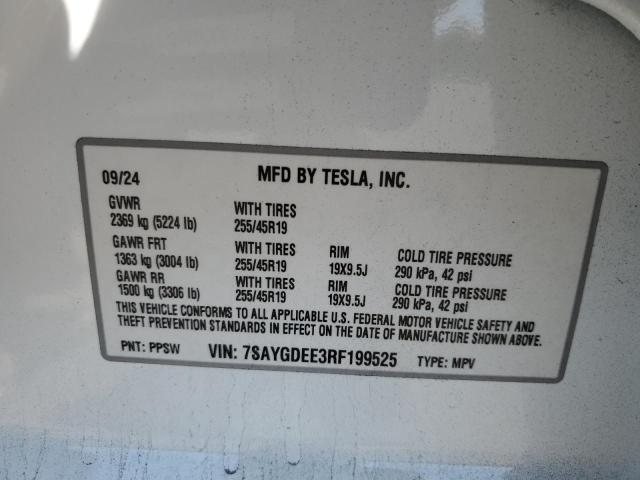 09/24 MFD BY TESLA, INC.
GVWR WITH TIRES
2369 kg (5224 lb) 255/45R19
GAWR FRT WITH TIRES RIM COLD TIRE PRESSURE
1363 kg (3004 lb) 255/45R19 19X9.5J 290 kPa, 42 psi
GAWR RR WITH TIRES RIM COLD TIRE PRESSURE
1500 kg (3306 lb) 255/45R19 19X9.5J 290 kPa, 42 psi
THIS VEHICLE CONFORMS TO ALL APPLICABLE U.S. FEDERAL MOTOR VEHICLE SAFETY AND
THEFT PREVENTION STANDARDS IN EFFECT ON THE DATE OF MANUFACTURE SHOWN ABOVE.
PNT: PPSW VIN: 7SAYGDEE3RF199525 TYPE: MPV